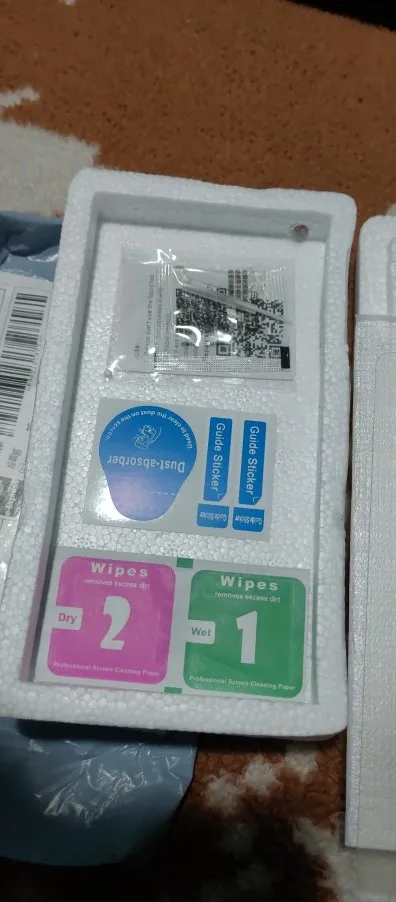 Used to clear the dust on the screen
Dust-absorber
Guide Sticker
Guide Sticker
Guide Sticker
Guide Sticker
Wipes
removes excess dirt
Dry
2
Professional Screen Cleaning Paper
Wipes
removes excess dirt
Wet
1
Professional Screen Cleaning Paper